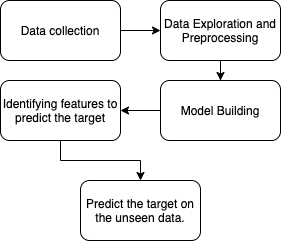 Data collection
Data Exploration and
Preprocessing
Model Building
Identifying features to
predict the target
Predict the target on
the unseen data.